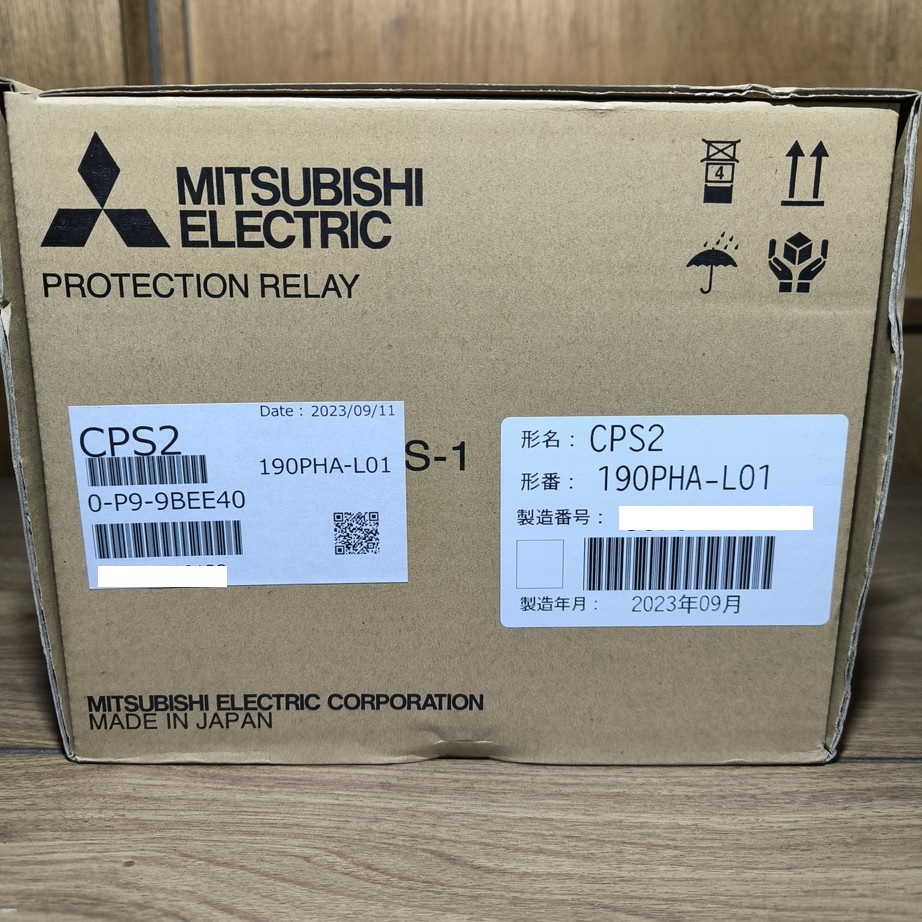 MITSUBISHI
ELECTRIC
PROTECTION RELAY
4
Date : 2023/09/11
CPS2
190PHA-L01
0-P9-9BEE40
S-1
形名： CPS2
形番： 190PHA-L01
製造番号：
製造年月： 2023年09月
MITSUBISHI ELECTRIC CORPORATION
MADE IN JAPAN